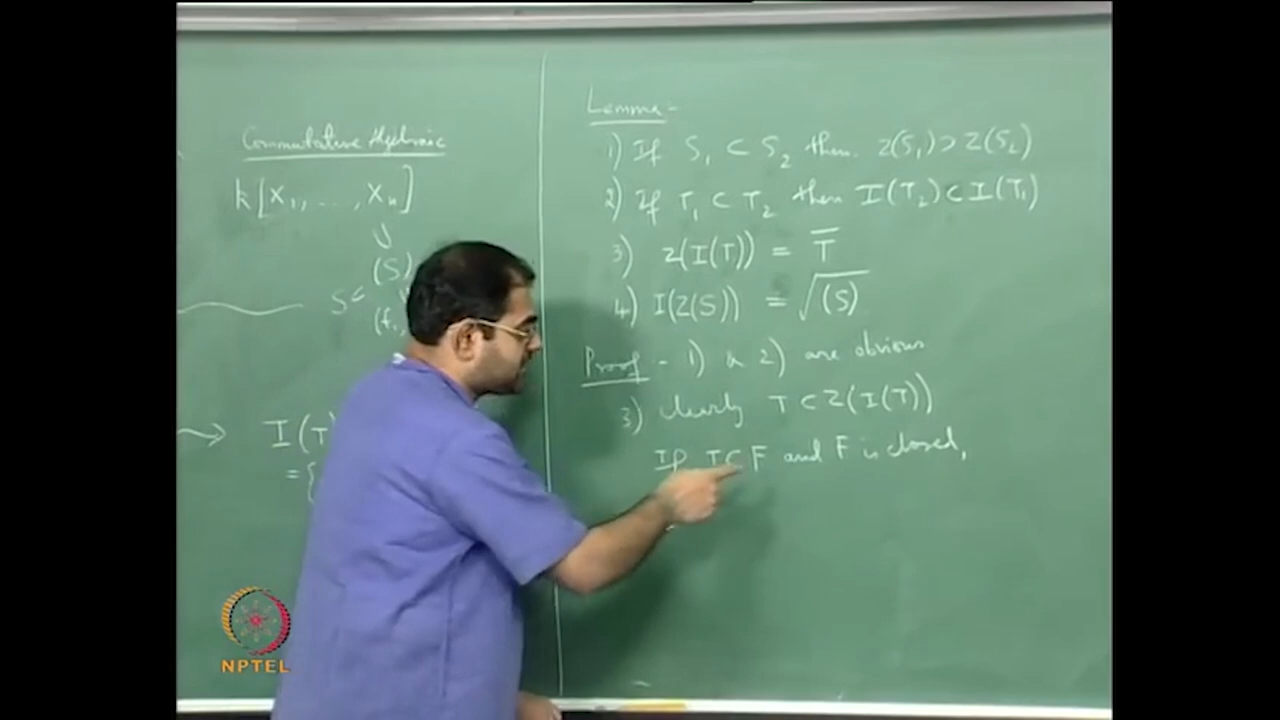 Commutative Algebraic
k[X₁, ..., Xₙ]
∪
(S)
S ⊂
(f₁,
I(T)
= {
Lemma -
1) If S₁ ⊂ S₂ then Z(S₁) ⊃ Z(S₂)
2) If T₁ ⊂ T₂ then I(T₂) ⊂ I(T₁)
3) Z(I(T)) = T̅
4) I(Z(S)) = √(S)
Proof - 1) & 2) are obvious
3) clearly T ⊂ Z(I(T))
If T ⊂ F and F is closed,
NPTEL